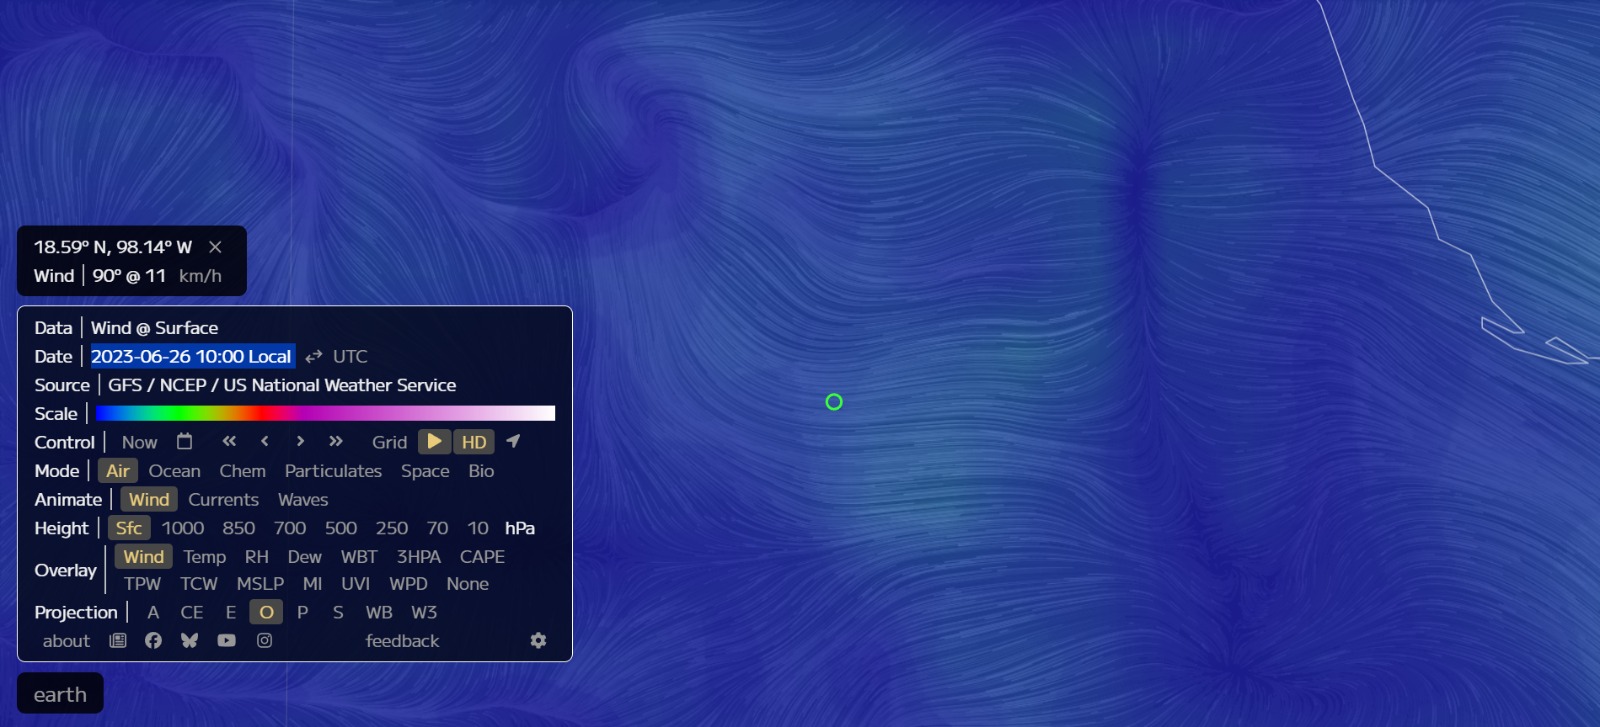 18.59° N, 98.14° W ×
Wind | 90° @ 11 km/h
Data | Wind @ Surface
Date | 2023-06-26 10:00 Local ⇄ UTC
Source | GFS / NCEP / US National Weather Service
Scale |
Control | Now « ‹ › » Grid HD
Mode | Air Ocean Chem Particulates Space Bio
Animate | Wind Currents Waves
Height | Sfc 1000 850 700 500 250 70 10 hPa
Overlay | Wind Temp RH Dew WBT 3HPA CAPE
TPW TCW MSLP MI UVI WPD None
Projection | A CE E O P S WB W3
about feedback
earth